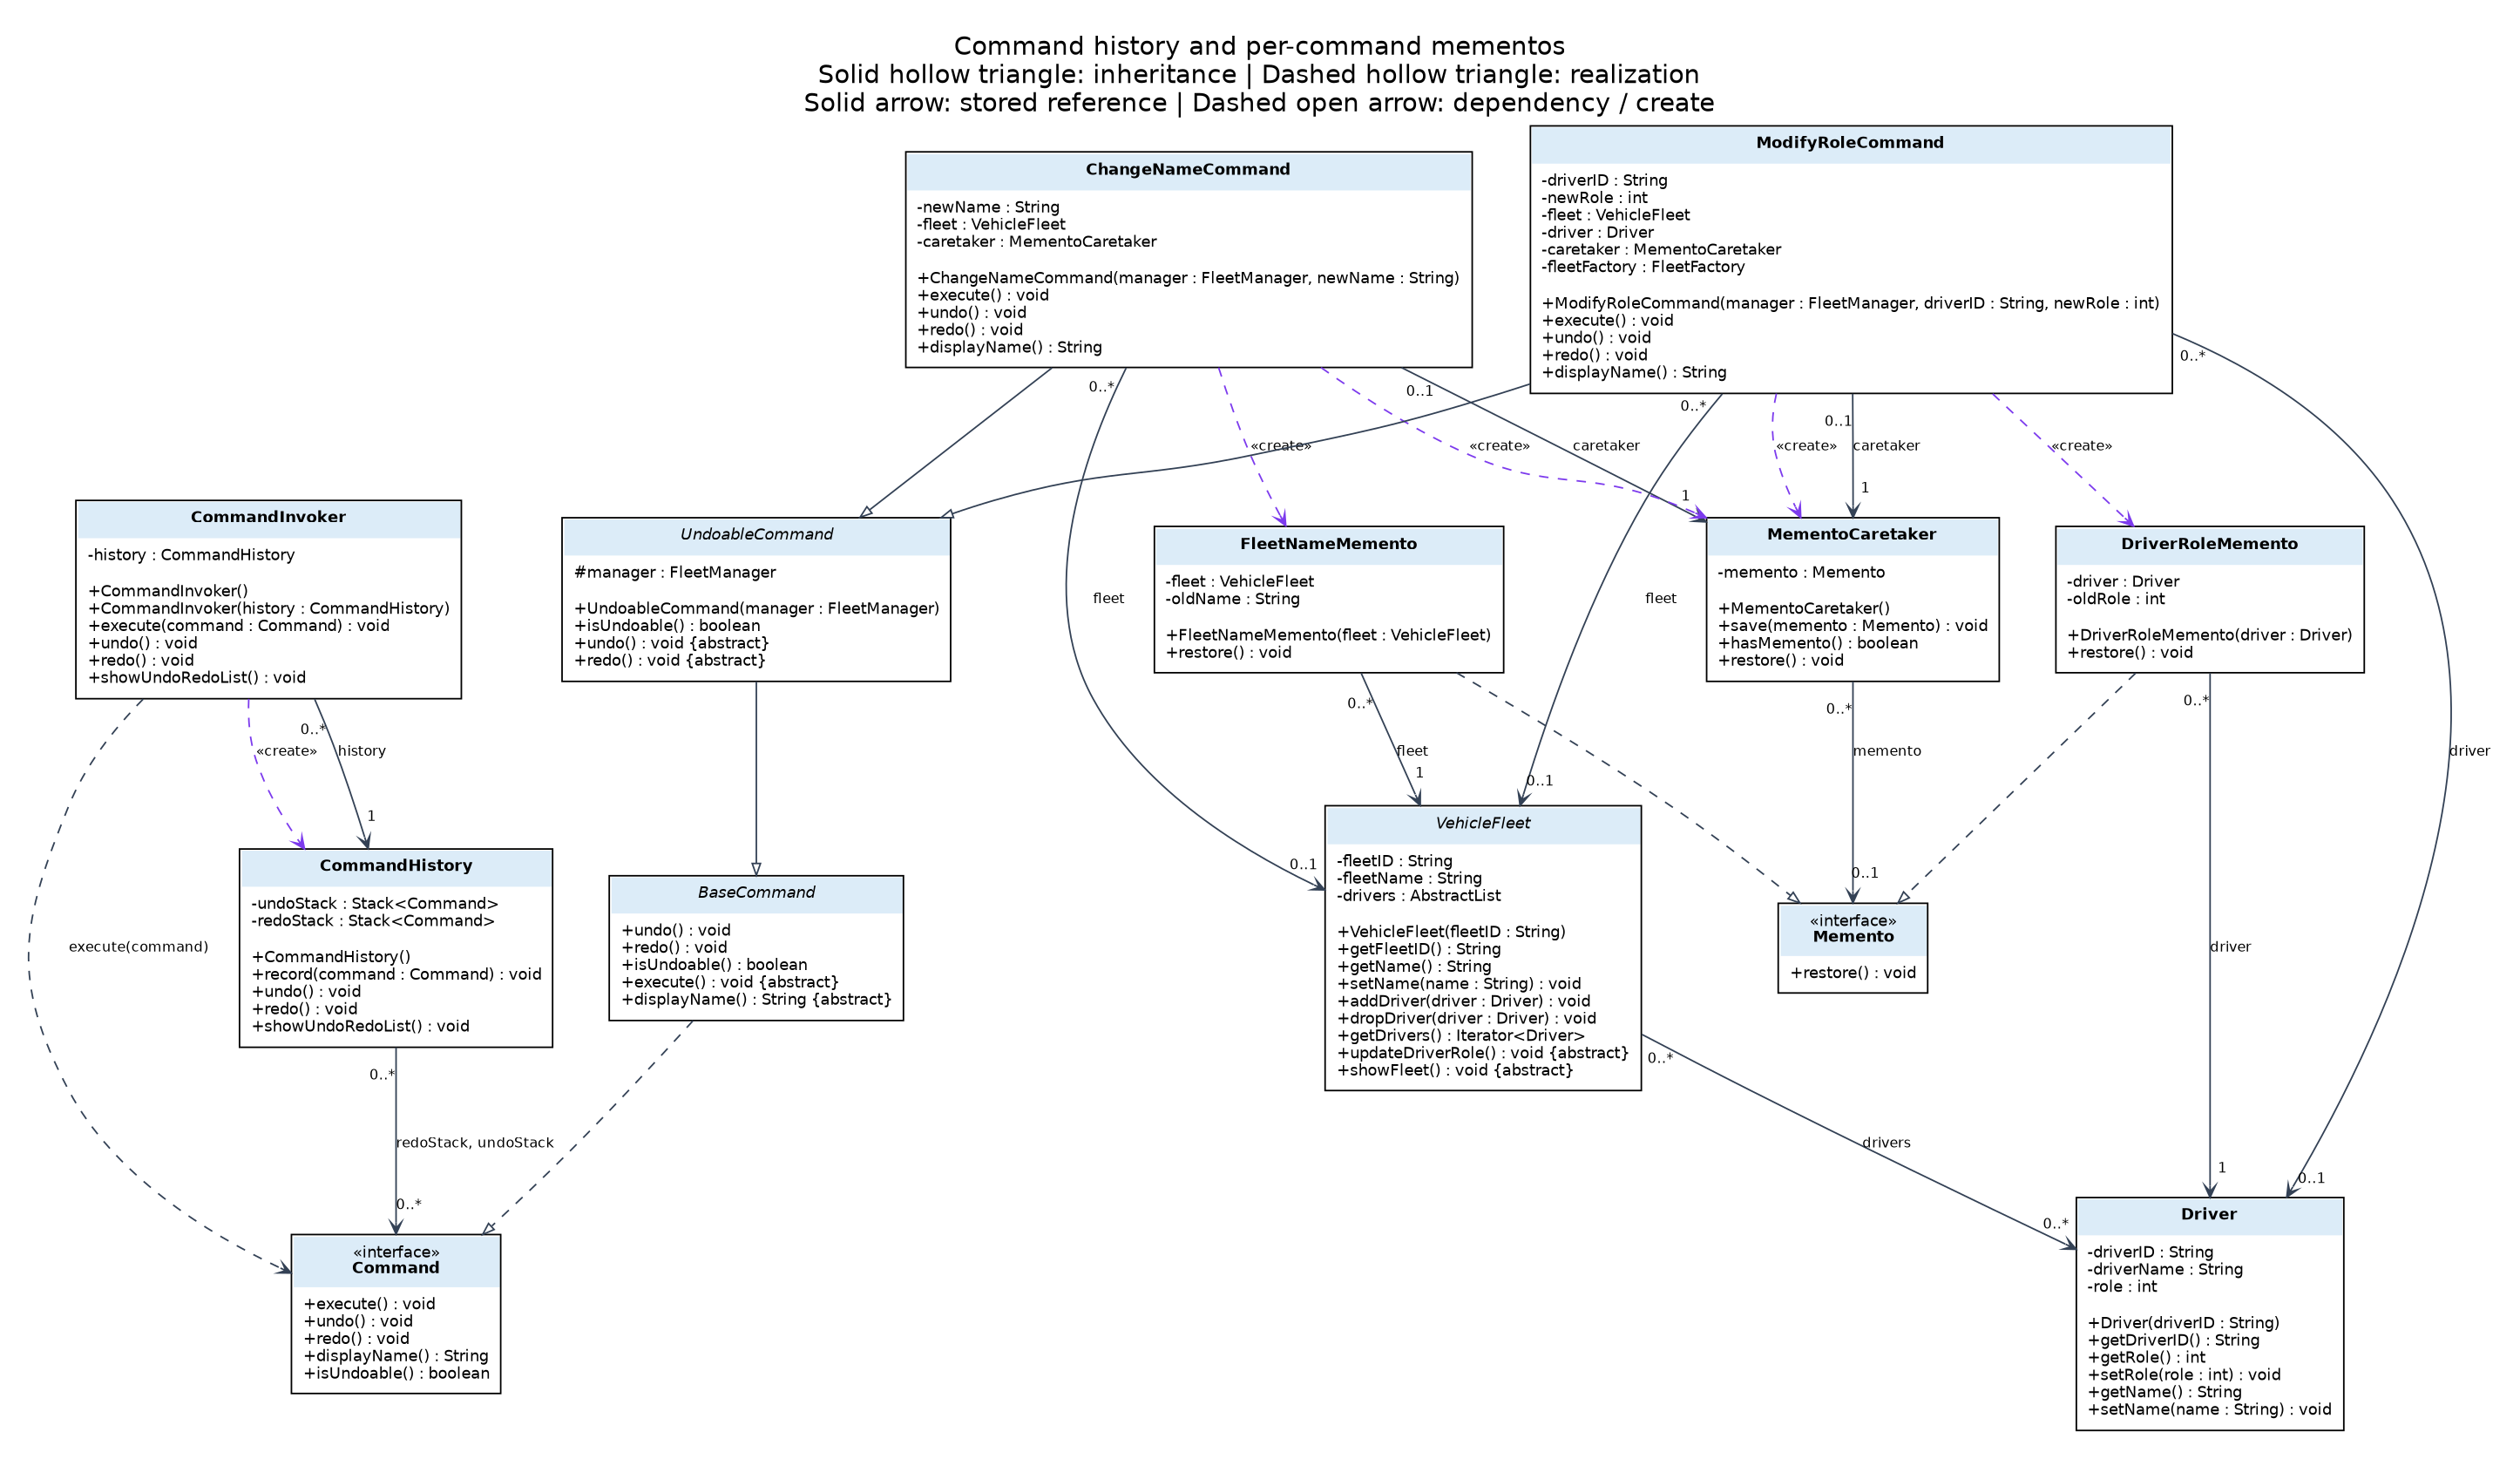 Command history and per-command mementos
Solid hollow triangle: inheritance | Dashed hollow triangle: realization
Solid arrow: stored reference | Dashed open arrow: dependency / create
ChangeNameCommand
-newName : String
-fleet : VehicleFleet
-caretaker : MementoCaretaker
+ChangeNameCommand(manager : FleetManager, newName : String)
+execute() : void
+undo() : void
+redo() : void
+displayName() : String
ModifyRoleCommand
-driverID : String
-newRole : int
-fleet : VehicleFleet
-driver : Driver
-caretaker : MementoCaretaker
-fleetFactory : FleetFactory
+ModifyRoleCommand(manager : FleetManager, driverID : String, newRole : int)
+execute() : void
+undo() : void
+redo() : void
+displayName() : String
0..*
0..1
0..*
0..1
0..*
«create»
«create»
caretaker
«create»
caretaker
«create»
1
1
CommandInvoker
-history : CommandHistory
+CommandInvoker()
+CommandInvoker(history : CommandHistory)
+execute(command : Command) : void
+undo() : void
+redo() : void
+showUndoRedoList() : void
UndoableCommand
#manager : FleetManager
+UndoableCommand(manager : FleetManager)
+isUndoable() : boolean
+undo() : void {abstract}
+redo() : void {abstract}
fleet
FleetNameMemento
-fleet : VehicleFleet
-oldName : String
+FleetNameMemento(fleet : VehicleFleet)
+restore() : void
fleet
MementoCaretaker
-memento : Memento
+MementoCaretaker()
+save(memento : Memento) : void
+hasMemento() : boolean
+restore() : void
DriverRoleMemento
-driver : Driver
-oldRole : int
+DriverRoleMemento(driver : Driver)
+restore() : void
0..*
0..*
0..*
0..*
«create»
history
fleet
memento
driver
1
1
0..1
0..1
0..1
CommandHistory
-undoStack : Stack<Command>
-redoStack : Stack<Command>
+CommandHistory()
+record(command : Command) : void
+undo() : void
+redo() : void
+showUndoRedoList() : void
execute(command)
BaseCommand
+undo() : void
+redo() : void
+isUndoable() : boolean
+execute() : void {abstract}
+displayName() : String {abstract}
VehicleFleet
-fleetID : String
-fleetName : String
-drivers : AbstractList
+VehicleFleet(fleetID : String)
+getFleetID() : String
+getName() : String
+setName(name : String) : void
+addDriver(driver : Driver) : void
+dropDriver(driver : Driver) : void
+getDrivers() : Iterator<Driver>
+updateDriverRole() : void {abstract}
+showFleet() : void {abstract}
«interface»
Memento
+restore() : void
driver
0..*
0..*
redoStack, undoStack
drivers
0..*
1
0..1
0..*
«interface»
Command
+execute() : void
+undo() : void
+redo() : void
+displayName() : String
+isUndoable() : boolean
Driver
-driverID : String
-driverName : String
-role : int
+Driver(driverID : String)
+getDriverID() : String
+getRole() : int
+setRole(role : int) : void
+getName() : String
+setName(name : String) : void